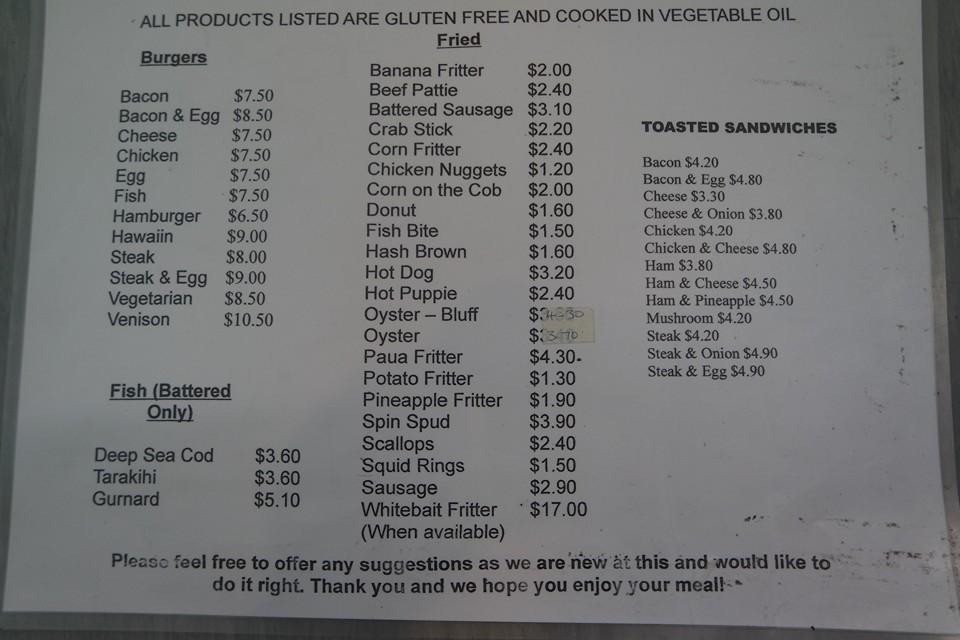 ALL PRODUCTS LISTED ARE GLUTEN FREE AND COOKED IN VEGETABLE OIL
Burgers
Bacon $7.50
Bacon & Egg $8.50
Cheese $7.50
Chicken $7.50
Egg $7.50
Fish $7.50
Hamburger $6.50
Hawaiin $9.00
Steak $8.00
Steak & Egg $9.00
Vegetarian $8.50
Venison $10.50
Fish (Battered
Only)
Deep Sea Cod $3.60
Tarakihi $3.60
Gurnard $5.10
Fried
Banana Fritter $2.00
Beef Pattie $2.40
Battered Sausage $3.10
Crab Stick $2.20
Corn Fritter $2.40
Chicken Nuggets $1.20
Corn on the Cob $2.00
Donut $1.60
Fish Bite $1.50
Hash Brown $1.60
Hot Dog $3.20
Hot Puppie $2.40
Oyster – Bluff
Oyster
Paua Fritter $4.30
Potato Fritter $1.30
Pineapple Fritter $1.90
Spin Spud $3.90
Scallops $2.40
Squid Rings $1.50
Sausage $2.90
Whitebait Fritter $17.00
(When available)
TOASTED SANDWICHES
Bacon $4.20
Bacon & Egg $4.80
Cheese $3.30
Cheese & Onion $3.80
Chicken $4.20
Chicken & Cheese $4.80
Ham $3.80
Ham & Cheese $4.50
Ham & Pineapple $4.50
Mushroom $4.20
Steak $4.20
Steak & Onion $4.90
Steak & Egg $4.90
Please feel free to offer any suggestions as we are new at this and would like to
do it right. Thank you and we hope you enjoy your meal!